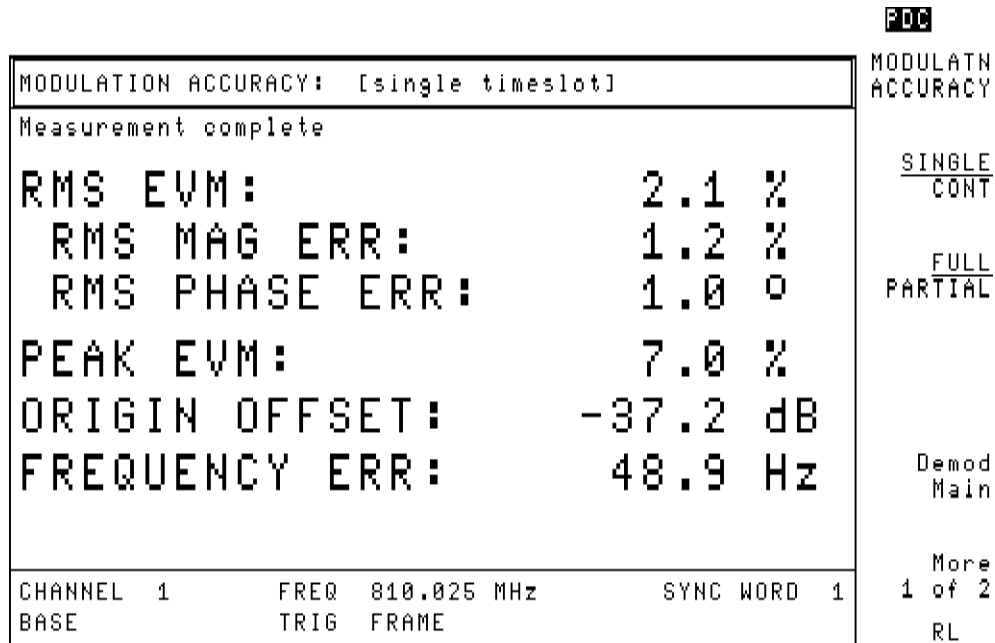 PDC
MODULATION ACCURACY: [single timeslot]
Measurement complete
RMS EVM: 2.1 %
RMS MAG ERR: 1.2 %
RMS PHASE ERR: 1.0 °
PEAK EVM: 7.0 %
ORIGIN OFFSET: -37.2 dB
FREQUENCY ERR: 48.9 Hz
CHANNEL 1 FREQ 810.025 MHz SYNC WORD 1
BASE TRIG FRAME
MODULATN
ACCURACY
SINGLE
CONT
FULL
PARTIAL
Demod
Main
More
1 of 2
RL